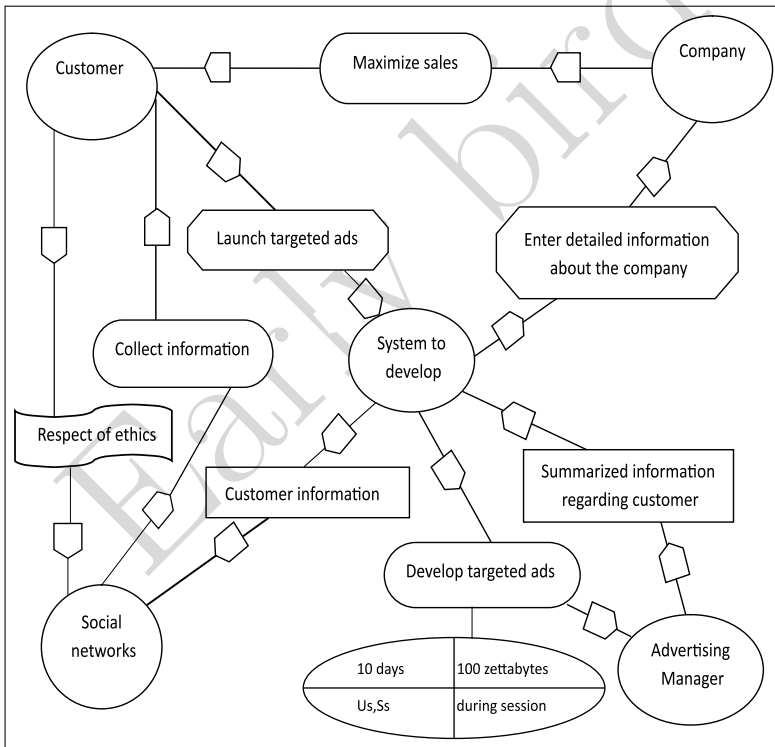 Customer
Maximize sales
Company
Launch targeted ads
Enter detailed information
about the company
Collect information
System to
develop
Respect of ethics
Customer information
Summarized information
regarding customer
Develop targeted ads
Social
networks
10 days
100 zettabytes
Us,Ss
during session
Advertising
Manager
Early bird